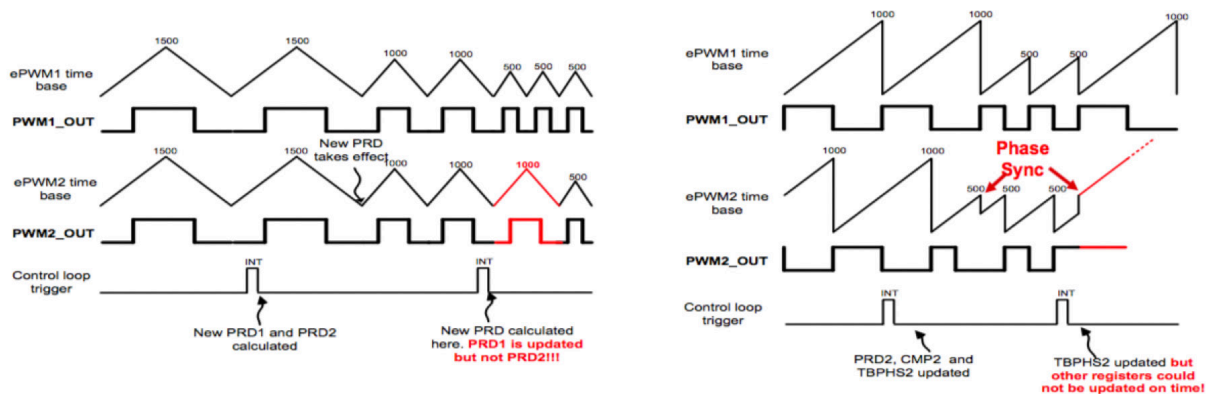 1500 1500 1000 1000 500 500 500
ePWM1 time
base
PWM1_OUT
New PRD
takes effect
1500 1500 1000 1000 1000 500
ePWM2 time
base
PWM2_OUT
Control loop
trigger
INT INT
New PRD1 and PRD2
calculated
New PRD calculated
here. PRD1 is updated
but not PRD2!!!
1000 1000 500 500 1000
ePWM1 time
base
PWM1_OUT
Phase
Sync
1000 1000 500 500 500
ePWM2 time
base
PWM2_OUT
Control loop
trigger
INT INT
PRD2, CMP2 and
TBPHS2 updated
TBPHS2 updated but
other registers could
not be updated on time!